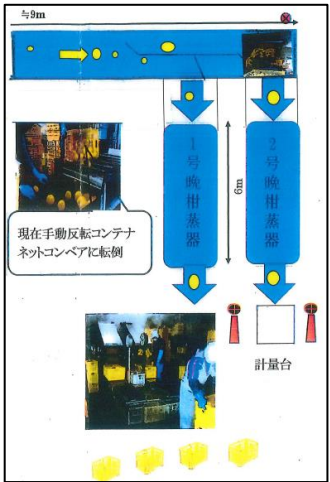 ≒9m
1号晩柑蒸器
2号晩柑蒸器
6m
現在手動反転コンテナ
ネットコンベアに転倒
計量台